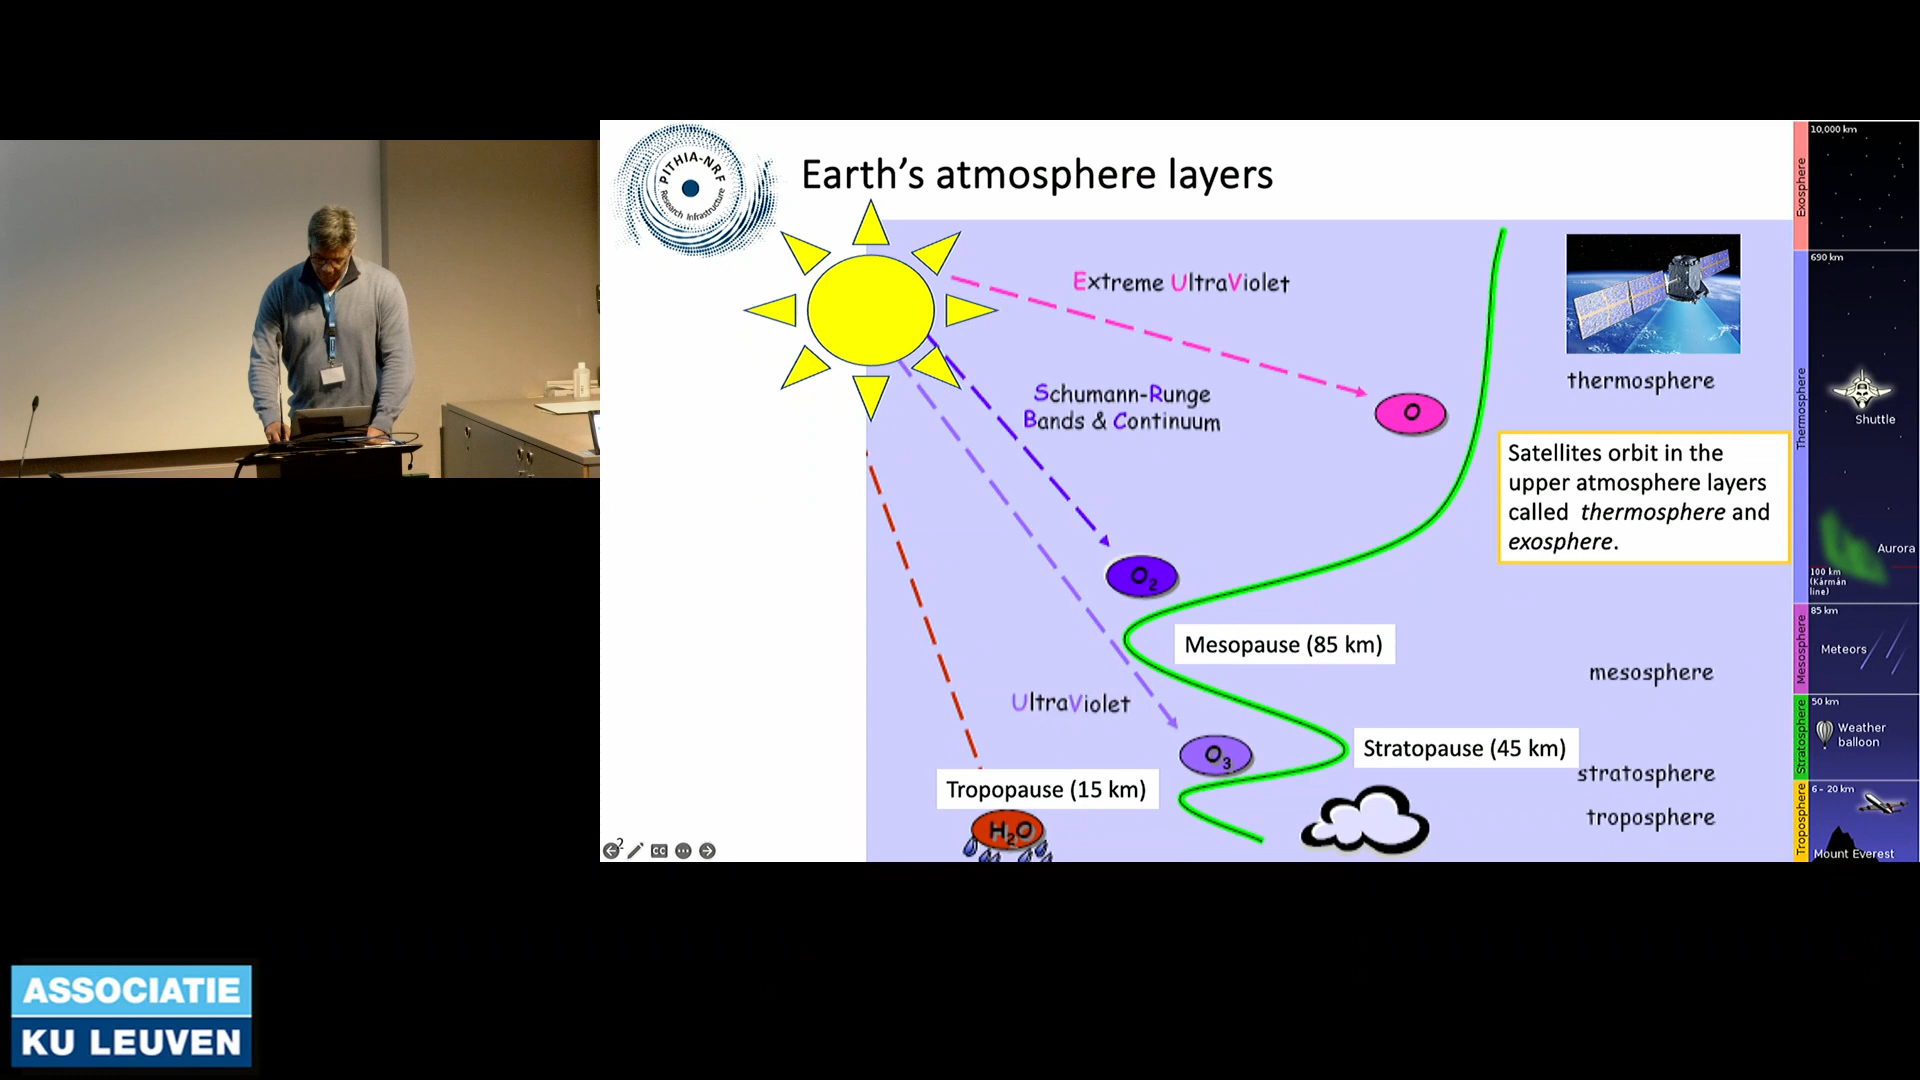 PITHIA-NRF
Research Infrastructure
Earth's atmosphere layers
Extreme UltraViolet
Schumann-Runge
Bands & Continuum
O
thermosphere
Satellites orbit in the
upper atmosphere layers
called thermosphere and
exosphere.
O2
Mesopause (85 km)
mesosphere
UltraViolet
O3
Stratopause (45 km)
stratosphere
Tropopause (15 km)
troposphere
H2O
2
CC
10,000 km
Exosphere
690 km
Thermosphere
Shuttle
Aurora
100 km
(Kármán
line)
85 km
Mesosphere
Meteors
50 km
Stratosphere
Weather
balloon
6 - 20 km
Troposphere
Mount Everest
ASSOCIATIE
KU LEUVEN